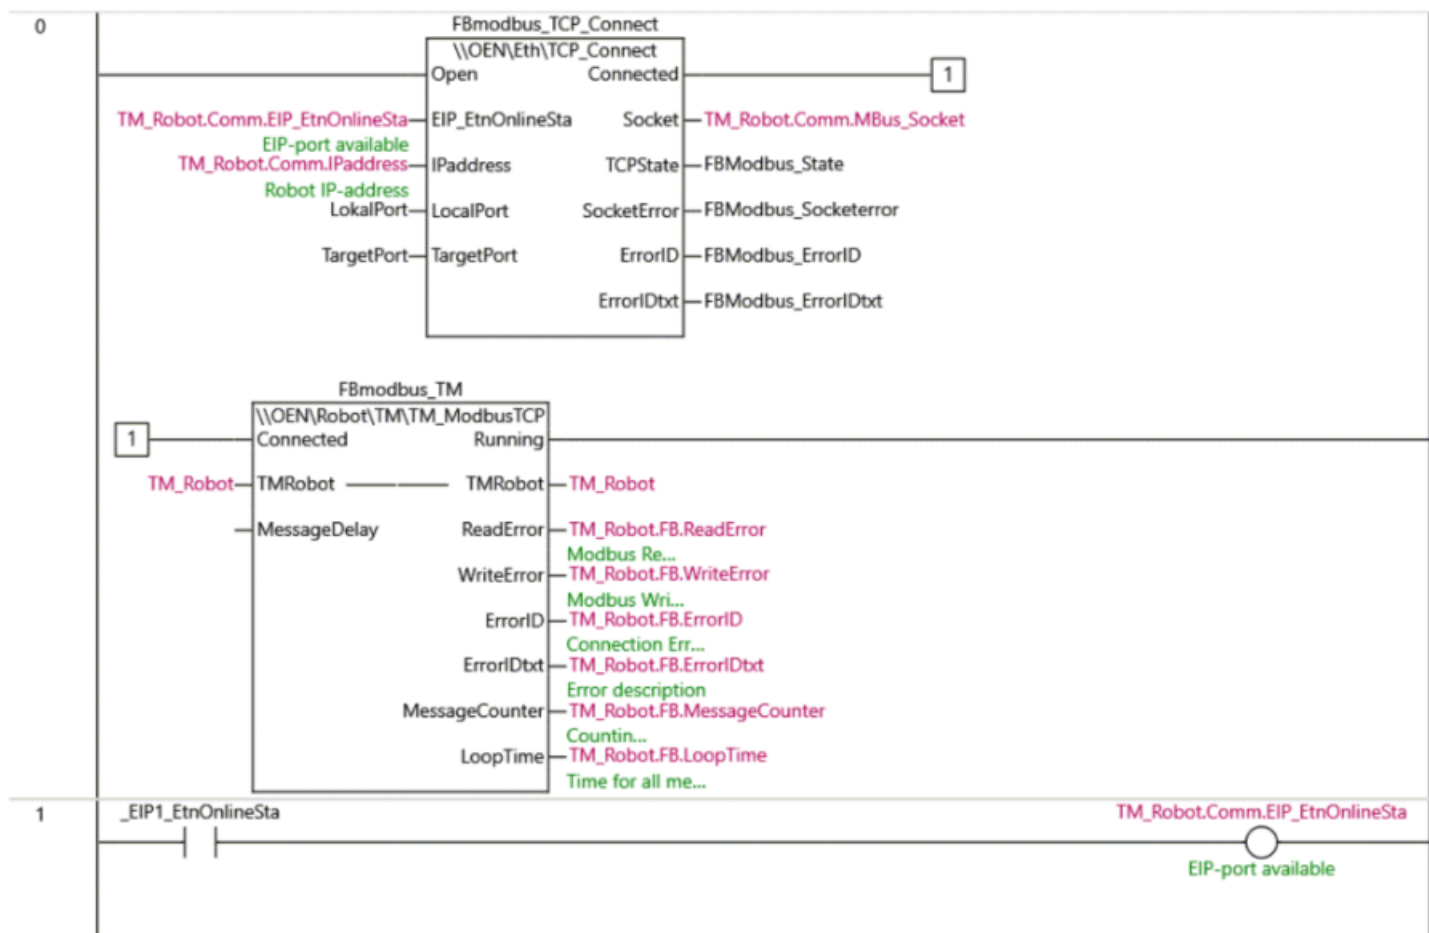 0
FBmodbus_TCP_Connect
\\OEN\Eth\TCP_Connect
Open Connected 1
TM_Robot.Comm.EIP_EtnOnlineSta EIP_EtnOnlineSta Socket TM_Robot.Comm.MBus_Socket
EIP-port available
TM_Robot.Comm.IPaddress IPaddress TCPState FBModbus_State
Robot IP-address
LokalPort LocalPort SocketError FBModbus_Socketerror
TargetPort TargetPort ErrorID FBModbus_ErrorID
ErrorIDtxt FBModbus_ErrorIDtxt
FBmodbus_TM
\\OEN\Robot\TM\TM_ModbusTCP
1 Connected Running
TM_Robot TMRobot TMRobot TM_Robot
MessageDelay ReadError TM_Robot.FB.ReadError
Modbus Re...
WriteError TM_Robot.FB.WriteError
Modbus Wri...
ErrorID TM_Robot.FB.ErrorID
Connection Err...
ErrorIDtxt TM_Robot.FB.ErrorIDtxt
Error description
MessageCounter TM_Robot.FB.MessageCounter
Countin...
LoopTime TM_Robot.FB.LoopTime
Time for all me...
1 _EIP1_EtnOnlineSta TM_Robot.Comm.EIP_EtnOnlineSta
EIP-port available